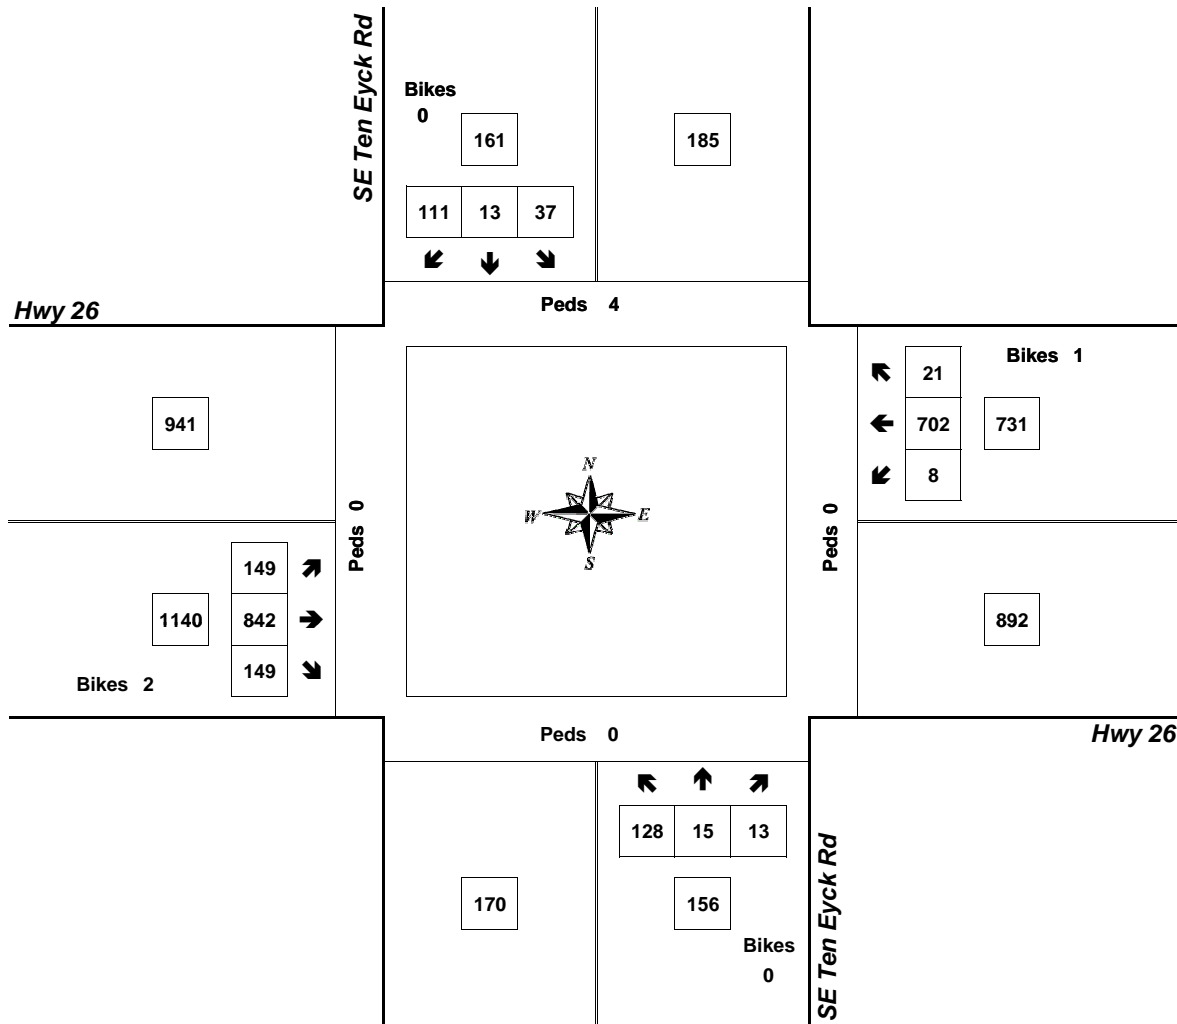 SE Ten Eyck Rd
Bikes
0
161
185
111 13 37
Peds 4
Hwy 26
Bikes 1
21
941
702 731
8
N
W E
S
Peds 0
Peds 0
149
1140 842
149
892
Bikes 2
Peds 0
Hwy 26
128 15 13
170
156
Bikes
0
SE Ten Eyck Rd